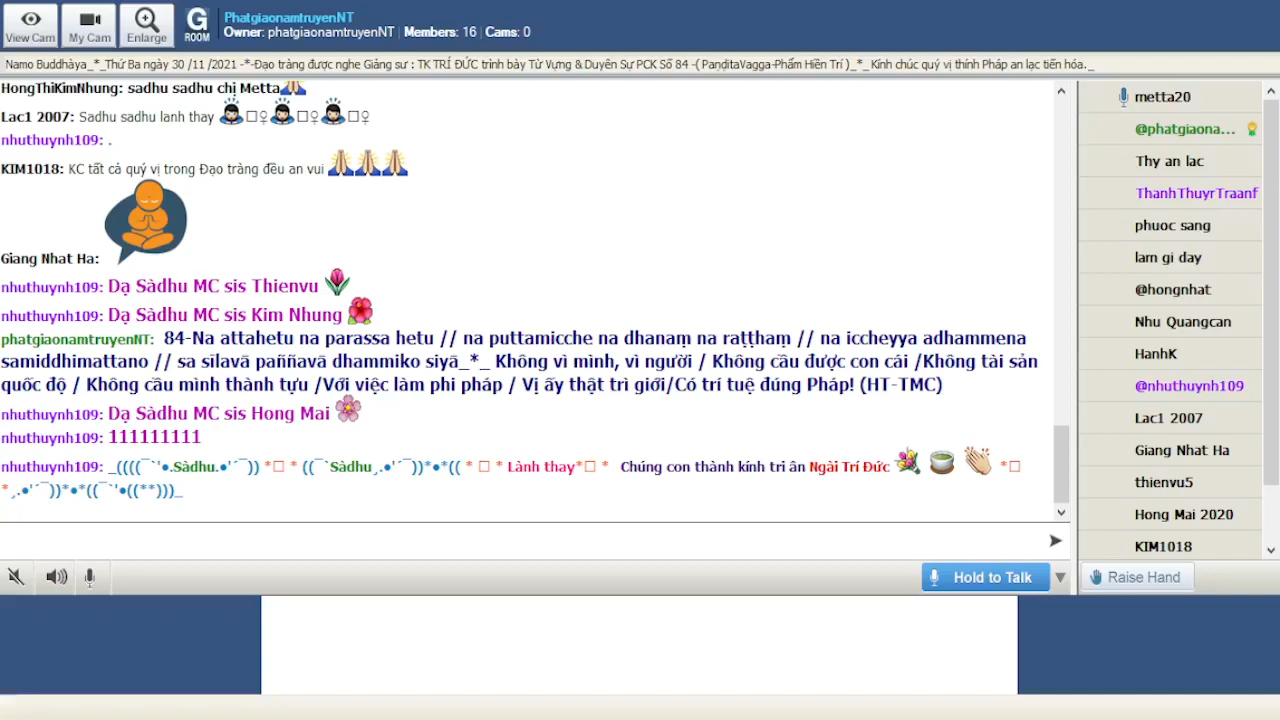 View Cam
My Cam
Enlarge
G
ROOM
PhatgiaonamtruyenNT
Owner: phatgiaonamtruyenNT | Members: 16 | Cams: 0
Namo Buddhàya_*_Thứ Ba ngày 30 /11 /2021 -*-Đạo tràng được nghe Giảng sư : TK TRÍ ĐỨC trình bày Từ Vựng & Duyên Sự PCK Số 84 -( PaṇḍitaVagga-Phẩm Hiền Trí )_*_ Kính chúc quý vị thính Pháp an lạc tiến hóa._
HongThiKimNhung: sadhu sadhu chị Metta🙏
Lac1 2007: Sadhu sadhu lanh thay 🙇□♀🙇□♀🙇□♀
nhuthuynh109: .
KIM1018: KC tất cả quý vị trong Đạo tràng đều an vui 🙏🙏🙏
Giang Nhat Ha:
nhuthuynh109: Dạ Sàdhu MC sis Thienvu 🌷
nhuthuynh109: Dạ Sàdhu MC sis Kim Nhung 🌺
phatgiaonamtruyenNT: 84-Na attahetu na parassa hetu // na puttamicche na dhanaṃ na raṭṭhaṃ // na iccheyya adhammena
samiddhimattano // sa sīlavā paññavā dhammiko siyā_*_ Không vì mình, vì người / Không cầu được con cái /Không tài sản
quốc độ / Không cầu mình thành tựu /Với việc làm phi pháp / Vị ấy thật trì giới/Có trí tuệ đúng Pháp! (HT-TMC)
nhuthuynh109: Dạ Sàdhu MC sis Hong Mai 🌸
nhuthuynh109: 111111111
nhuthuynh109: _((((¯`'•.Sàdhu.•'´¯)) *□ * ((¯`Sàdhu¸.•'´¯))*•*(( * □ * Lành thay*□ * Chúng con thành kính tri ân Ngài Trí Đức 💐 🍵 👏 *□
*¸.•'´¯))*•*((¯`'•((**)))_
Hold to Talk
metta20
@phatgiaona...
Thy an lac
ThanhThuyrTraanf
phuoc sang
lam gi day
@hongnhat
Nhu Quangcan
HanhK
@nhuthuynh109
Lac1 2007
Giang Nhat Ha
thienvu5
Hong Mai 2020
KIM1018
Raise Hand